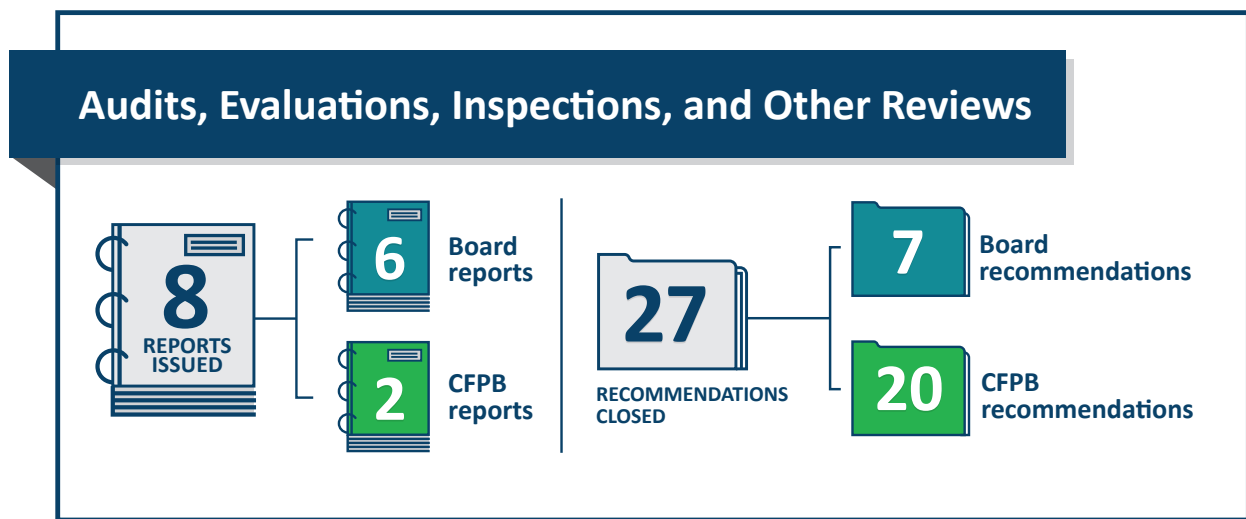 Audits, Evaluations, Inspections, and Other Reviews
8
REPORTS
ISSUED
6
Board
reports
2
CFPB
reports
27
RECOMMENDATIONS
CLOSED
7
Board
recommendations
20
CFPB
recommendations